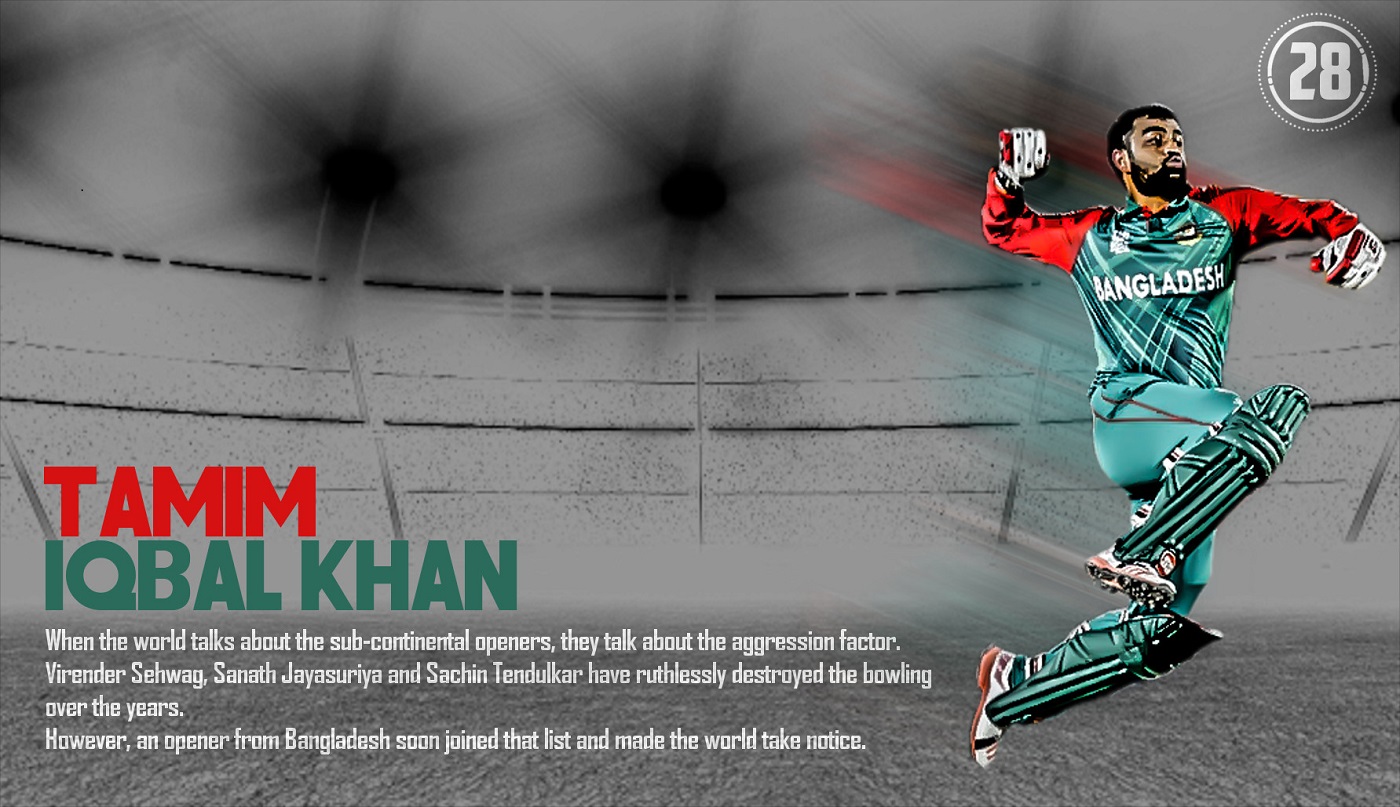 28
BANGLADESH
TAMIM
IQBAL KHAN
When the world talks about the sub-continental openers, they talk about the aggression factor.
Virender Sehwag, Sanath Jayasuriya and Sachin Tendulkar have ruthlessly destroyed the bowling
over the years.
However, an opener from Bangladesh soon joined that list and made the world take notice.